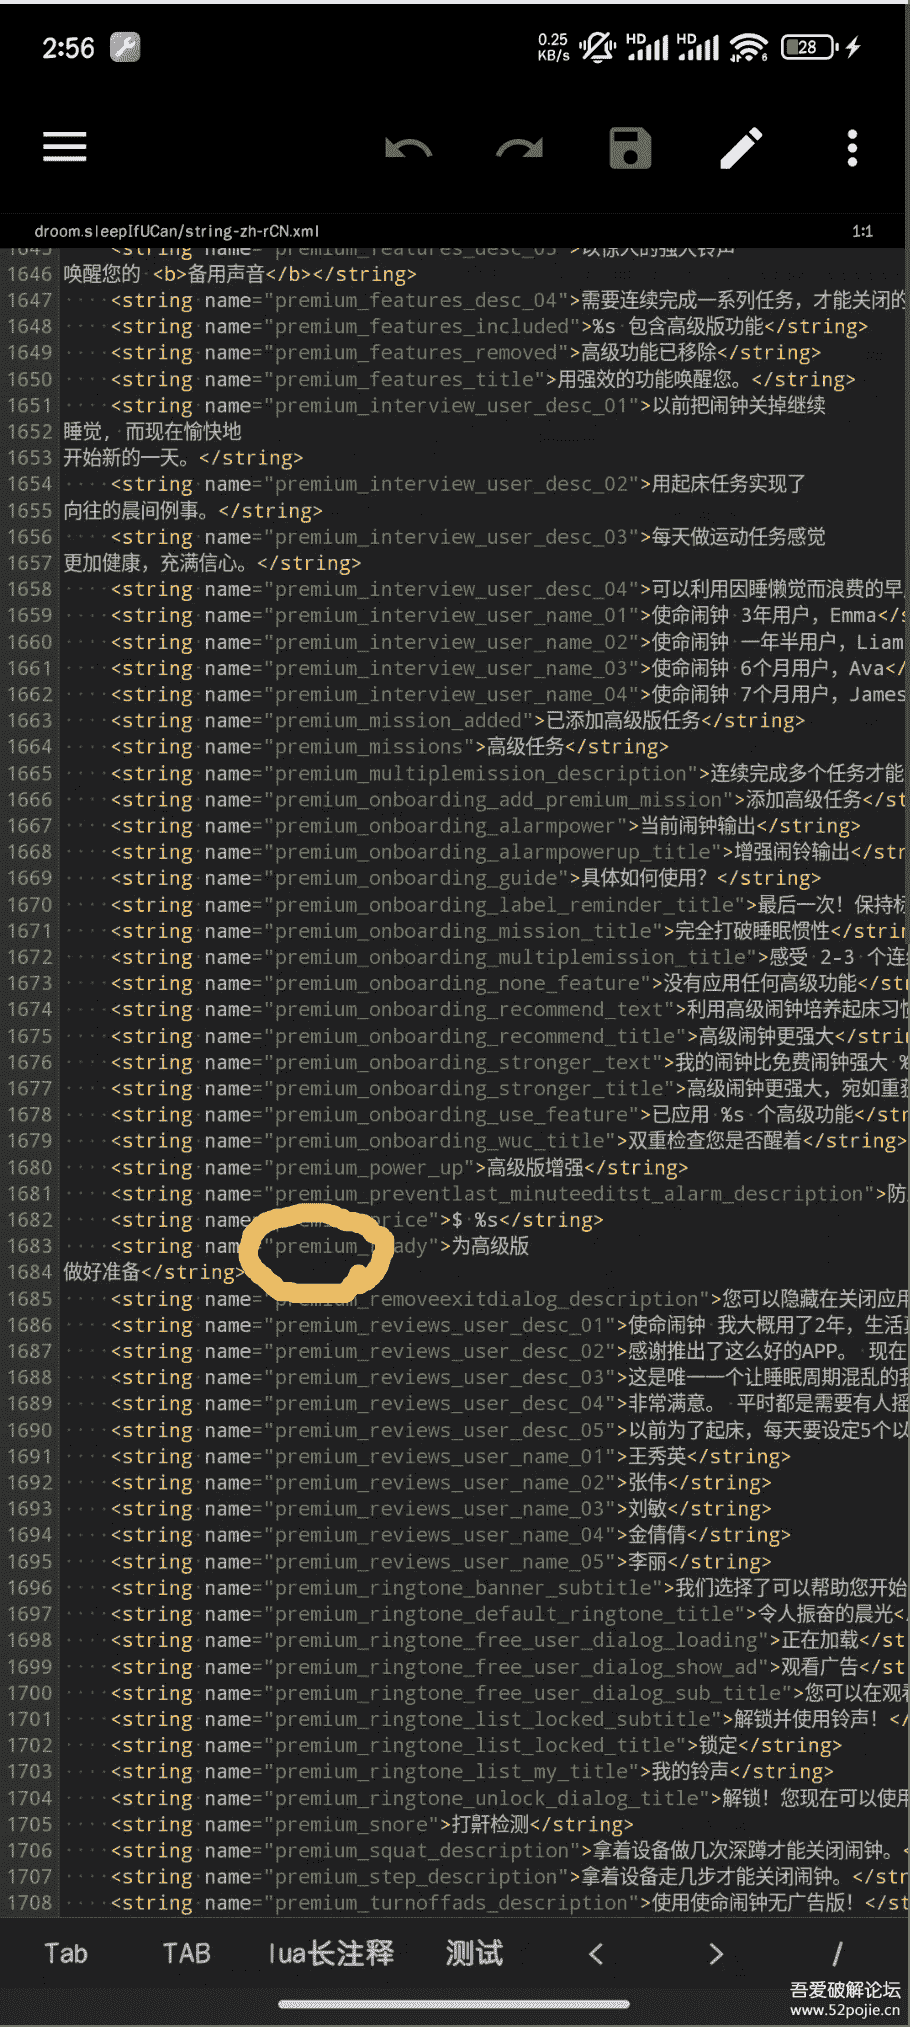 2:56 0.25 KB/s HD HD 6 28
droom.sleepIfUCan/string-zh-rCN.xml 1:1
1645 <string name="premium_features_desc_03">以惊人的强大铃声
1646 唤醒您的 <b>备用声音</b></string>
1647 <string name="premium_features_desc_04">需要连续完成一系列任务，才能关闭的
1648 <string name="premium_features_included">%s 包含高级版功能</string>
1649 <string name="premium_features_removed">高级功能已移除</string>
1650 <string name="premium_features_title">用强效的功能唤醒您。</string>
1651 <string name="premium_interview_user_desc_01">以前把闹钟关掉继续
1652 睡觉, 而现在愉快地
1653 开始新的一天。</string>
1654 <string name="premium_interview_user_desc_02">用起床任务实现了
1655 向往的晨间例事。</string>
1656 <string name="premium_interview_user_desc_03">每天做运动任务感觉
1657 更加健康，充满信心。</string>
1658 <string name="premium_interview_user_desc_04">可以利用因睡懒觉而浪费的早
1659 <string name="premium_interview_user_name_01">使命闹钟 3年用户，Emma</s
1660 <string name="premium_interview_user_name_02">使命闹钟 一年半用户，Liam
1661 <string name="premium_interview_user_name_03">使命闹钟 6个月用户，Ava</
1662 <string name="premium_interview_user_name_04">使命闹钟 7个月用户，James
1663 <string name="premium_mission_added">已添加高级版任务</string>
1664 <string name="premium_missions">高级任务</string>
1665 <string name="premium_multiplemission_description">连续完成多个任务才能
1666 <string name="premium_onboarding_add_premium_mission">添加高级任务</st
1667 <string name="premium_onboarding_alarmpower">当前闹钟输出</string>
1668 <string name="premium_onboarding_alarmpowerup_title">增强闹铃输出</str
1669 <string name="premium_onboarding_guide">具体如何使用？</string>
1670 <string name="premium_onboarding_label_reminder_title">最后一次！保持标
1671 <string name="premium_onboarding_mission_title">完全打破睡眠惯性</strin
1672 <string name="premium_onboarding_multiplemission_title">感受 2-3 个连
1673 <string name="premium_onboarding_none_feature">没有应用任何高级功能</st
1674 <string name="premium_onboarding_recommend_text">利用高级闹钟培养起床习惯
1675 <string name="premium_onboarding_recommend_title">高级闹钟更强大</strin
1676 <string name="premium_onboarding_stronger_text">我的闹钟比免费闹钟强大 %
1677 <string name="premium_onboarding_stronger_title">高级闹钟更强大，宛如重获
1678 <string name="premium_onboarding_use_feature">已应用 %s 个高级功能</str
1679 <string name="premium_onboarding_wuc_title">双重检查您是否醒着</string>
1680 <string name="premium_power_up">高级版增强</string>
1681 <string name="premium_preventlast_minuteeditst_alarm_description">防
1682 <string name="premium_price">$ %s</string>
1683 <string name="premium_ready">为高级版
1684 做好准备</string>
1685 <string name="premium_removeexitdialog_description">您可以隐藏在关闭应用
1686 <string name="premium_reviews_user_desc_01">使命闹钟 我大概用了2年，生活真
1687 <string name="premium_reviews_user_desc_02">感谢推出了这么好的APP。 现在
1688 <string name="premium_reviews_user_desc_03">这是唯一一个让睡眠周期混乱的我
1689 <string name="premium_reviews_user_desc_04">非常满意。 平时都是需要有人摇
1690 <string name="premium_reviews_user_desc_05">以前为了起床，每天要设定5个以
1691 <string name="premium_reviews_user_name_01">王秀英</string>
1692 <string name="premium_reviews_user_name_02">张伟</string>
1693 <string name="premium_reviews_user_name_03">刘敏</string>
1694 <string name="premium_reviews_user_name_04">金倩倩</string>
1695 <string name="premium_reviews_user_name_05">李丽</string>
1696 <string name="premium_ringtone_banner_subtitle">我们选择了可以帮助您开始
1697 <string name="premium_ringtone_default_ringtone_title">令人振奋的晨光<
1698 <string name="premium_ringtone_free_user_dialog_loading">正在加载</st
1699 <string name="premium_ringtone_free_user_dialog_show_ad">观看广告</st
1700 <string name="premium_ringtone_free_user_dialog_sub_title">您可以在观看
1701 <string name="premium_ringtone_list_locked_subtitle">解锁并使用铃声！</
1702 <string name="premium_ringtone_list_locked_title">锁定</string>
1703 <string name="premium_ringtone_list_my_title">我的铃声</string>
1704 <string name="premium_ringtone_unlock_dialog_title">解锁！您现在可以使用
1705 <string name="premium_snore">打鼾检测</string>
1706 <string name="premium_squat_description">拿着设备做几次深蹲才能关闭闹钟。<
1707 <string name="premium_step_description">拿着设备走几步才能关闭闹钟。</str
1708 <string name="premium_turnoffads_description">使用使命闹钟无广告版！</st
Tab TAB lua长注释 测试 < > /
吾爱破解论坛
www.52pojie.cn